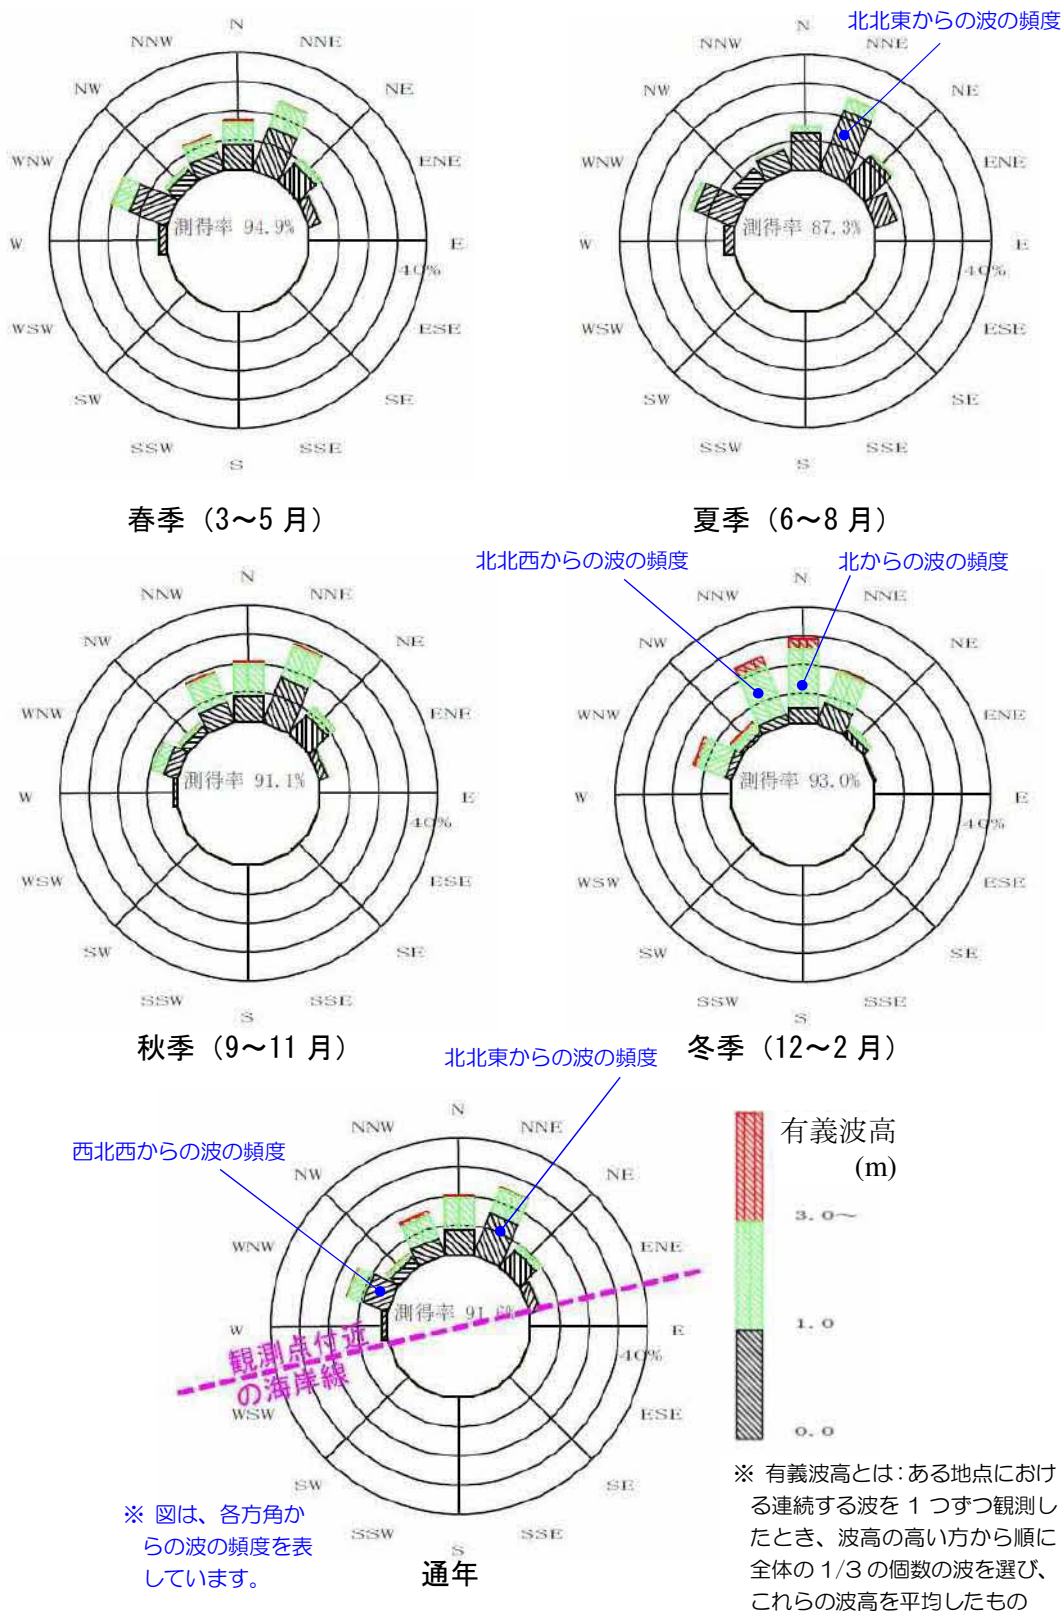 北北東からの波の頻度
N
NNW
NNE
NW
NE
WNW
ENE
測得率 94.9%
W
E
40%
WSW
ESE
SW
SE
SSW
SSE
S
春季（3～5 月）
N
NNW
NNE
NW
NE
WNW
ENE
測得率 87.3%
W
E
40%
WSW
ESE
SW
SE
SSW
SSE
S
夏季（6～8 月）
北北西からの波の頻度
北からの波の頻度
N
NNW
NNE
NW
NE
WNW
ENE
測得率 91.1%
W
E
40%
WSW
ESE
SW
SE
SSW
SSE
S
秋季（9～11 月）
N
NNW
NNE
NW
NE
WNW
ENE
測得率 93.0%
W
E
40%
WSW
ESE
SW
SE
SSW
SSE
S
冬季（12～2 月）
北北東からの波の頻度
西北西からの波の頻度
N
NNW
NNE
NW
NE
WNW
ENE
測得率 91.6%
W
E
40%
観測点付近
の海岸線
WSW
ESE
SW
SE
SSW
SSE
S
通年
※ 図は、各方角か
らの波の頻度を表
しています。
有義波高
(m)
3.0～
1.0
0.0
※ 有義波高とは：ある地点におけ
る連続する波を 1 つずつ観測し
たとき、波高の高い方から順に
全体の 1/3 の個数の波を選び、
これらの波高を平均したもの